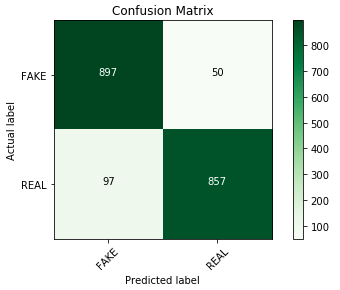 Confusion Matrix
Actual label
FAKE
REAL
897
50
97
857
FAKE
REAL
Predicted label
800
700
600
500
400
300
200
100